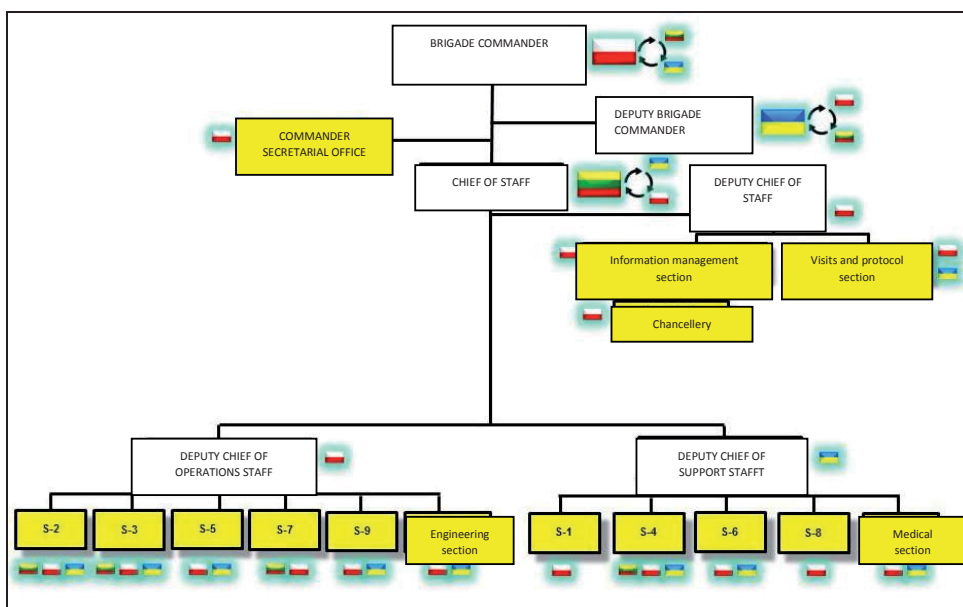 BRIGADE COMMANDER
DEPUTY BRIGADE
COMMANDER
COMMANDER
SECRETARIAL OFFICE
CHIEF OF STAFF
DEPUTY CHIEF OF
STAFF
Information management
section
Visits and protocol
section
Chancellery
DEPUTY CHIEF OF
OPERATIONS STAFF
DEPUTY CHIEF OF
SUPPORT STAFFT
S-2
S-3
S-5
S-7
S-9
Engineering
section
S-1
S-4
S-6
S-8
Medical
section